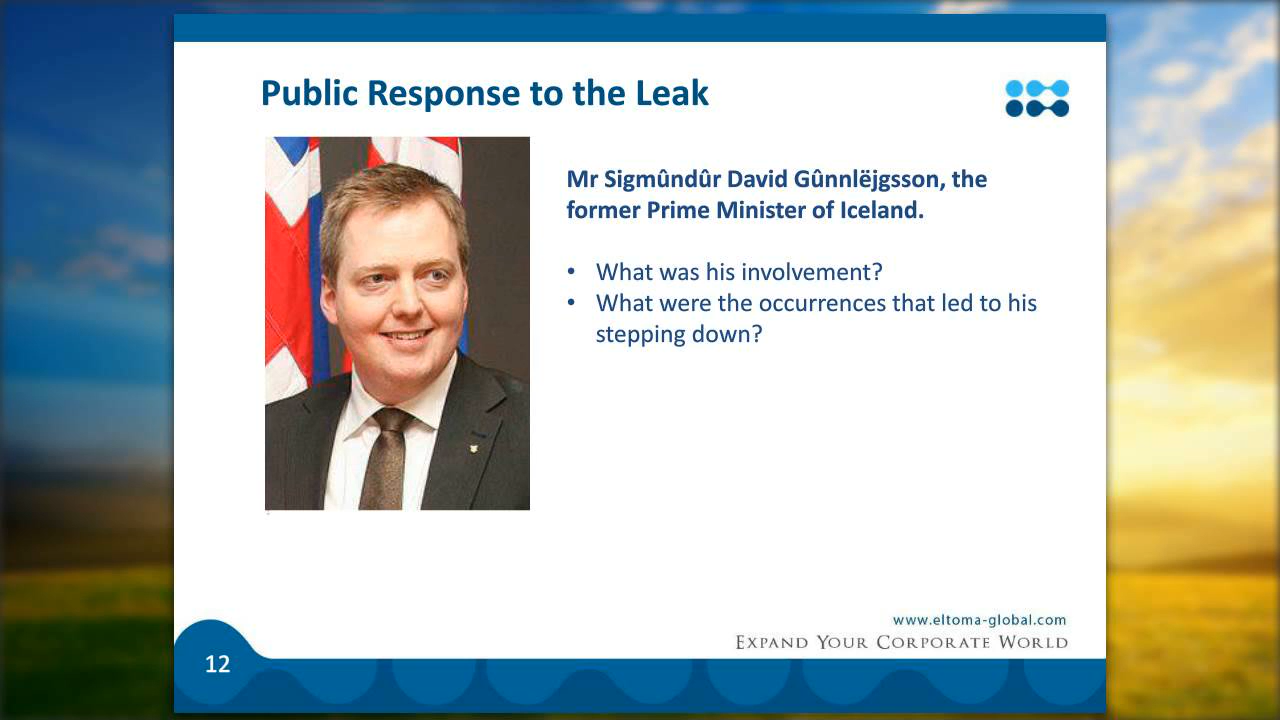 Public Response to the Leak
Mr Sigmûndûr David Gûnnlëjgsson, the
former Prime Minister of Iceland.
• What was his involvement?
• What were the occurrences that led to his
stepping down?
www.eltoma-global.com
EXPAND YOUR CORPORATE WORLD
12